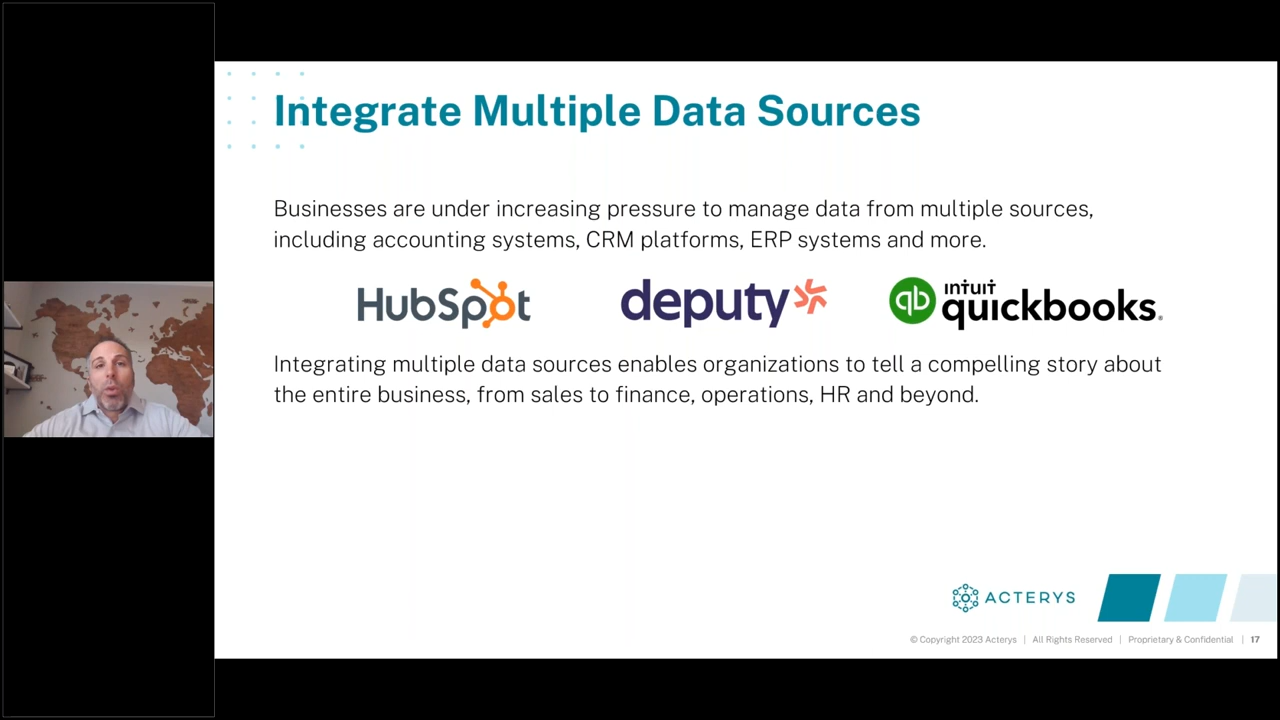 Integrate Multiple Data Sources
Businesses are under increasing pressure to manage data from multiple sources,
including accounting systems, CRM platforms, ERP systems and more.
HubSpot
deputy
qb intuit quickbooks.
Integrating multiple data sources enables organizations to tell a compelling story about
the entire business, from sales to finance, operations, HR and beyond.
ACTERYS
© Copyright 2023 Acterys | All Rights Reserved | Proprietary & Confidential | 17